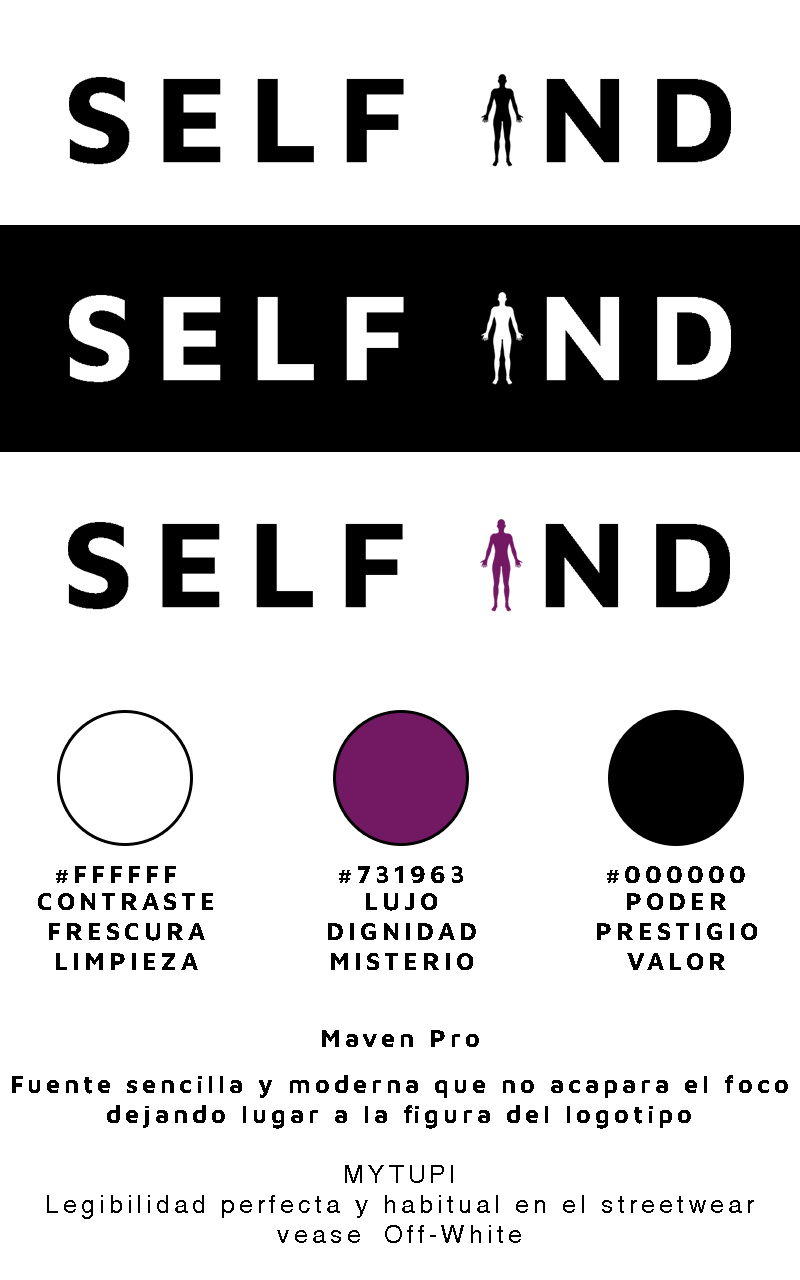 SELF IND
SELF IND
SELF IND
#FFFFFF #731963 #000000
CONTRASTE LUJO PODER
FRESCURA DIGNIDAD PRESTIGIO
LIMPIEZA MISTERIO VALOR
Maven Pro
Fuente sencilla y moderna que no acapara el foco
dejando lugar a la figura del logotipo
MYTUPI
Legibilidad perfecta y habitual en el streetwear
vease Off-White